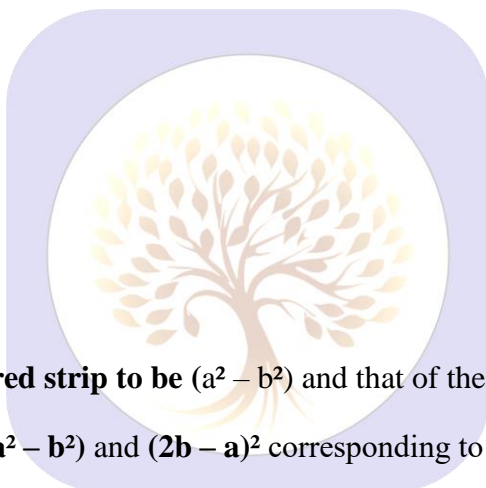 red strip to be (a² – b²) and that of the
a² – b²) and (2b – a)² corresponding to